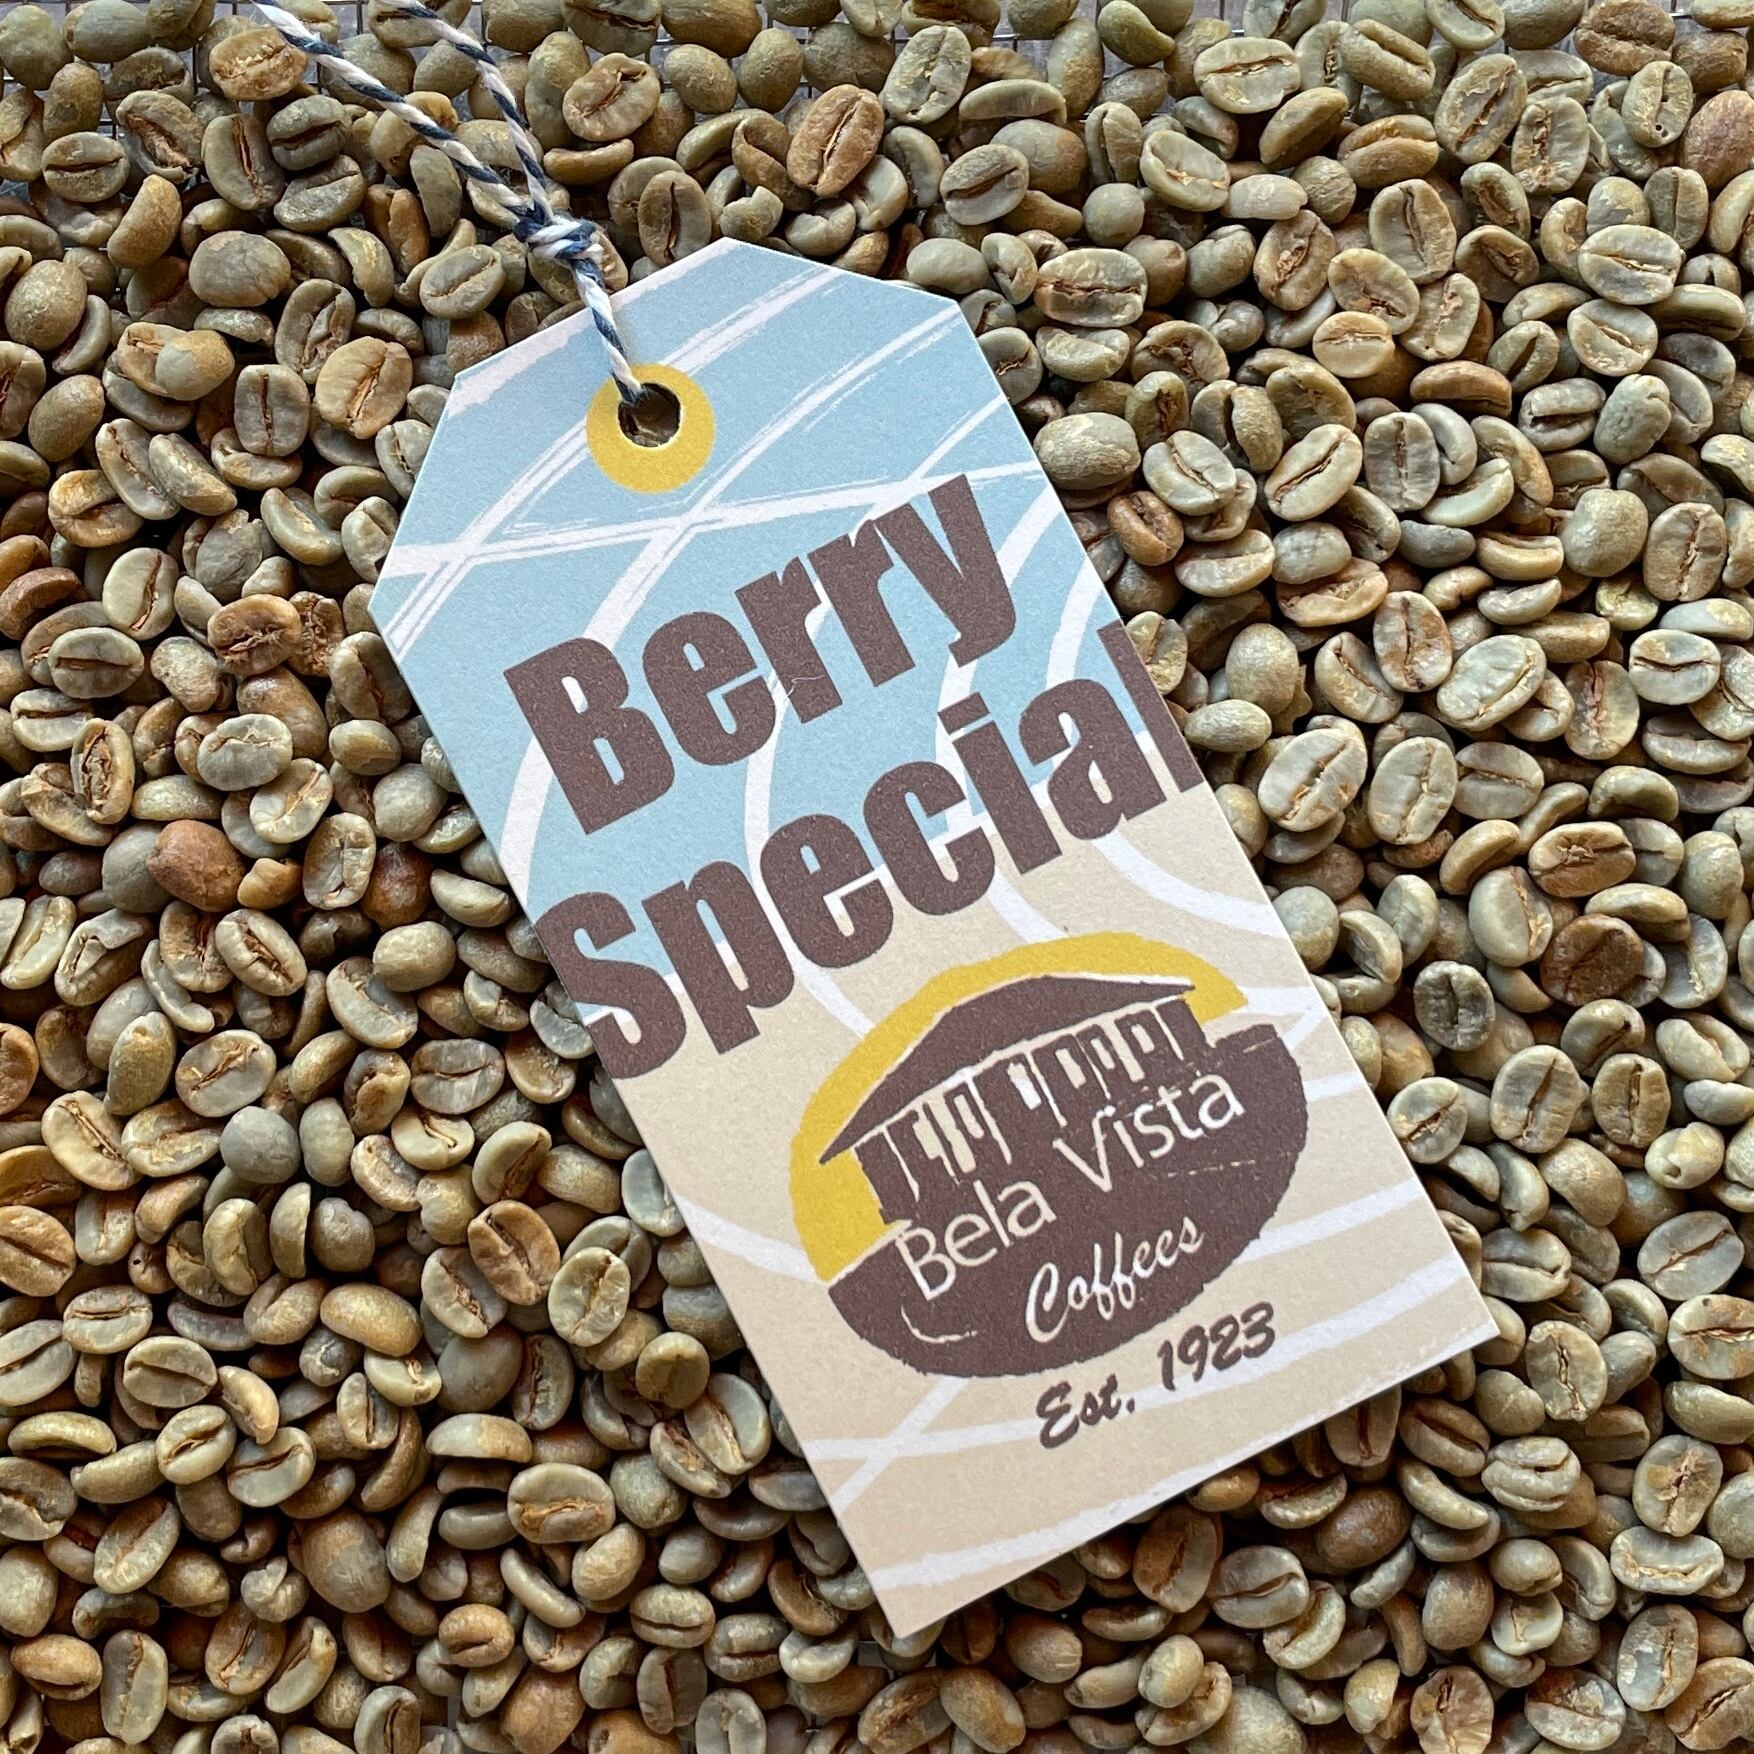 Berry
Special
Bela Vista
Coffees
Est. 1923